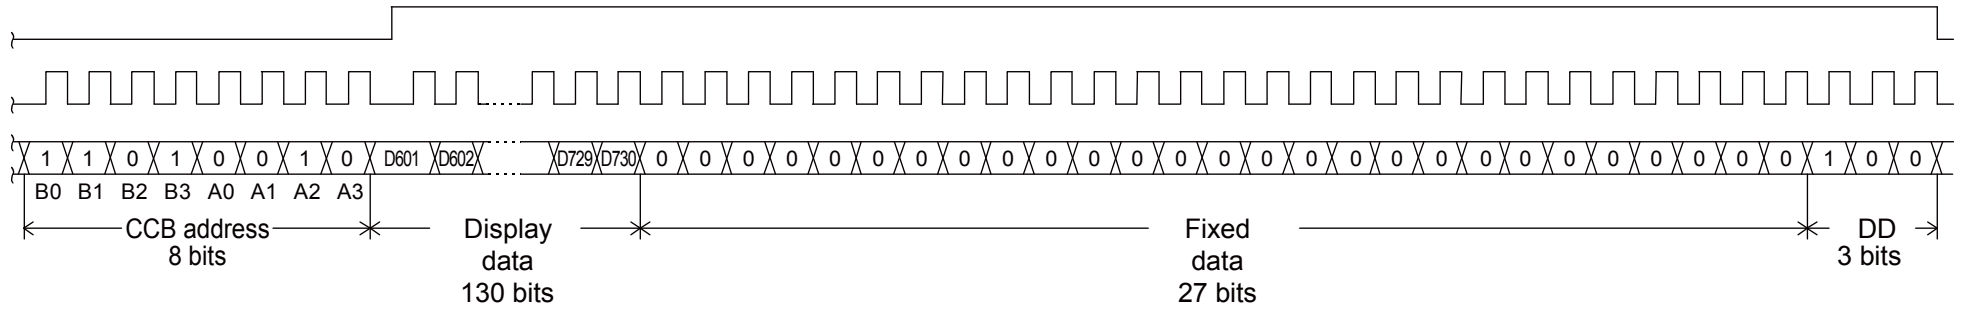 1 1 0 1 0 0 1 0 D601 D602 D729 D730 0 0 0 0 0 0 0 0 0 0 0 0 0 0 0 0 0 0 0 0 0 0 0 0 0 0 0 1 0 0
B0 B1 B2 B3 A0 A1 A2 A3
CCB address
8 bits
Display
data
130 bits
Fixed
data
27 bits
DD
3 bits